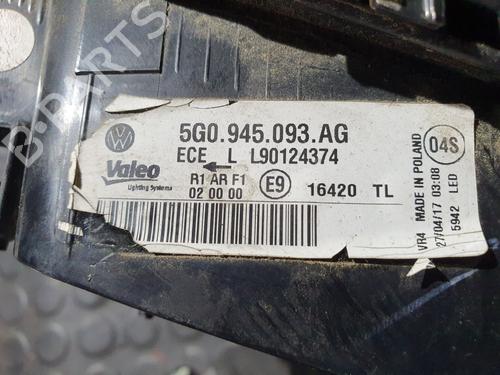 B-PARTS
5G0.945.093.AG
ECE L L90124374
Valeo
Lighting Systems
R1 AR F1
02 00 00
E9
16420 TL
04S
VR4 MADE IN POLAND
27/04/17 03:08
5942 LED